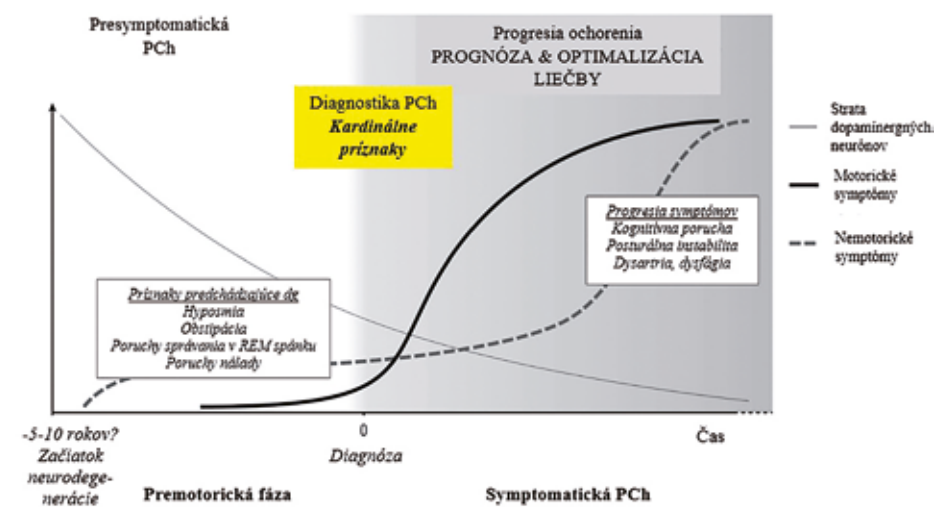 Presymptomatická
PCh
Progresia ochorenia
PROGNÓZA & OPTIMALIZÁCIA
LIEČBY
Diagnostika PCh
Kardinálne
príznaky
Strata
dopamínergných
neurónov
Motorické
symptómy
Nemotorické
symptómy
Progresia symptómov
Kognitívna porucha
Posturálna instabilita
Dysartria, dysfágia
Príznaky predchádzajúce dg
Hyposmia
Obstipácia
Poruchy správania v REM spánku
Poruchy nálady
-5-10 rokov?
Začiatok
neurodege-
nerácie
0
Diagnóza
Čas
Premotorická fáza
Symptomatická PCh